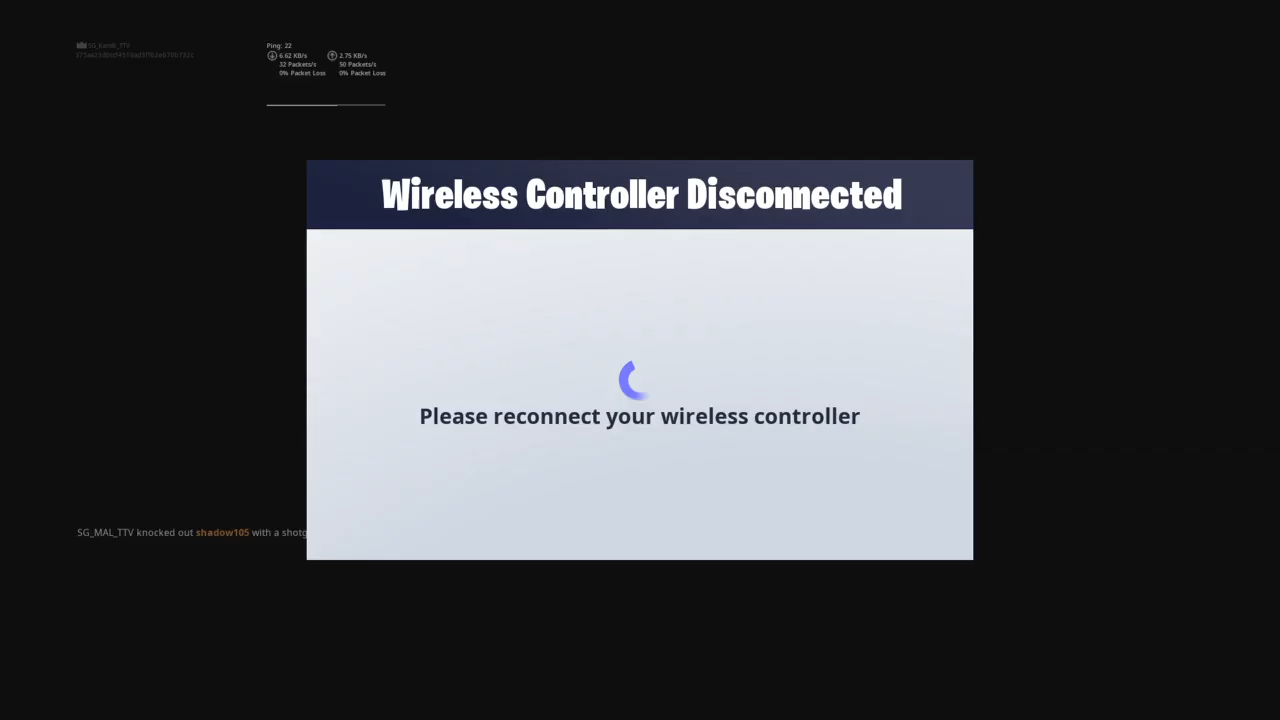 SG_Kamb_TTV
Ping: 22
6.62 KB/s 2.75 KB/s
32 Packets/s 50 Packets/s
0% Packet Loss 0% Packet Loss
Wireless Controller Disconnected
Please reconnect your wireless controller
SG_MAL_TTV knocked out shadow105 with a shotg